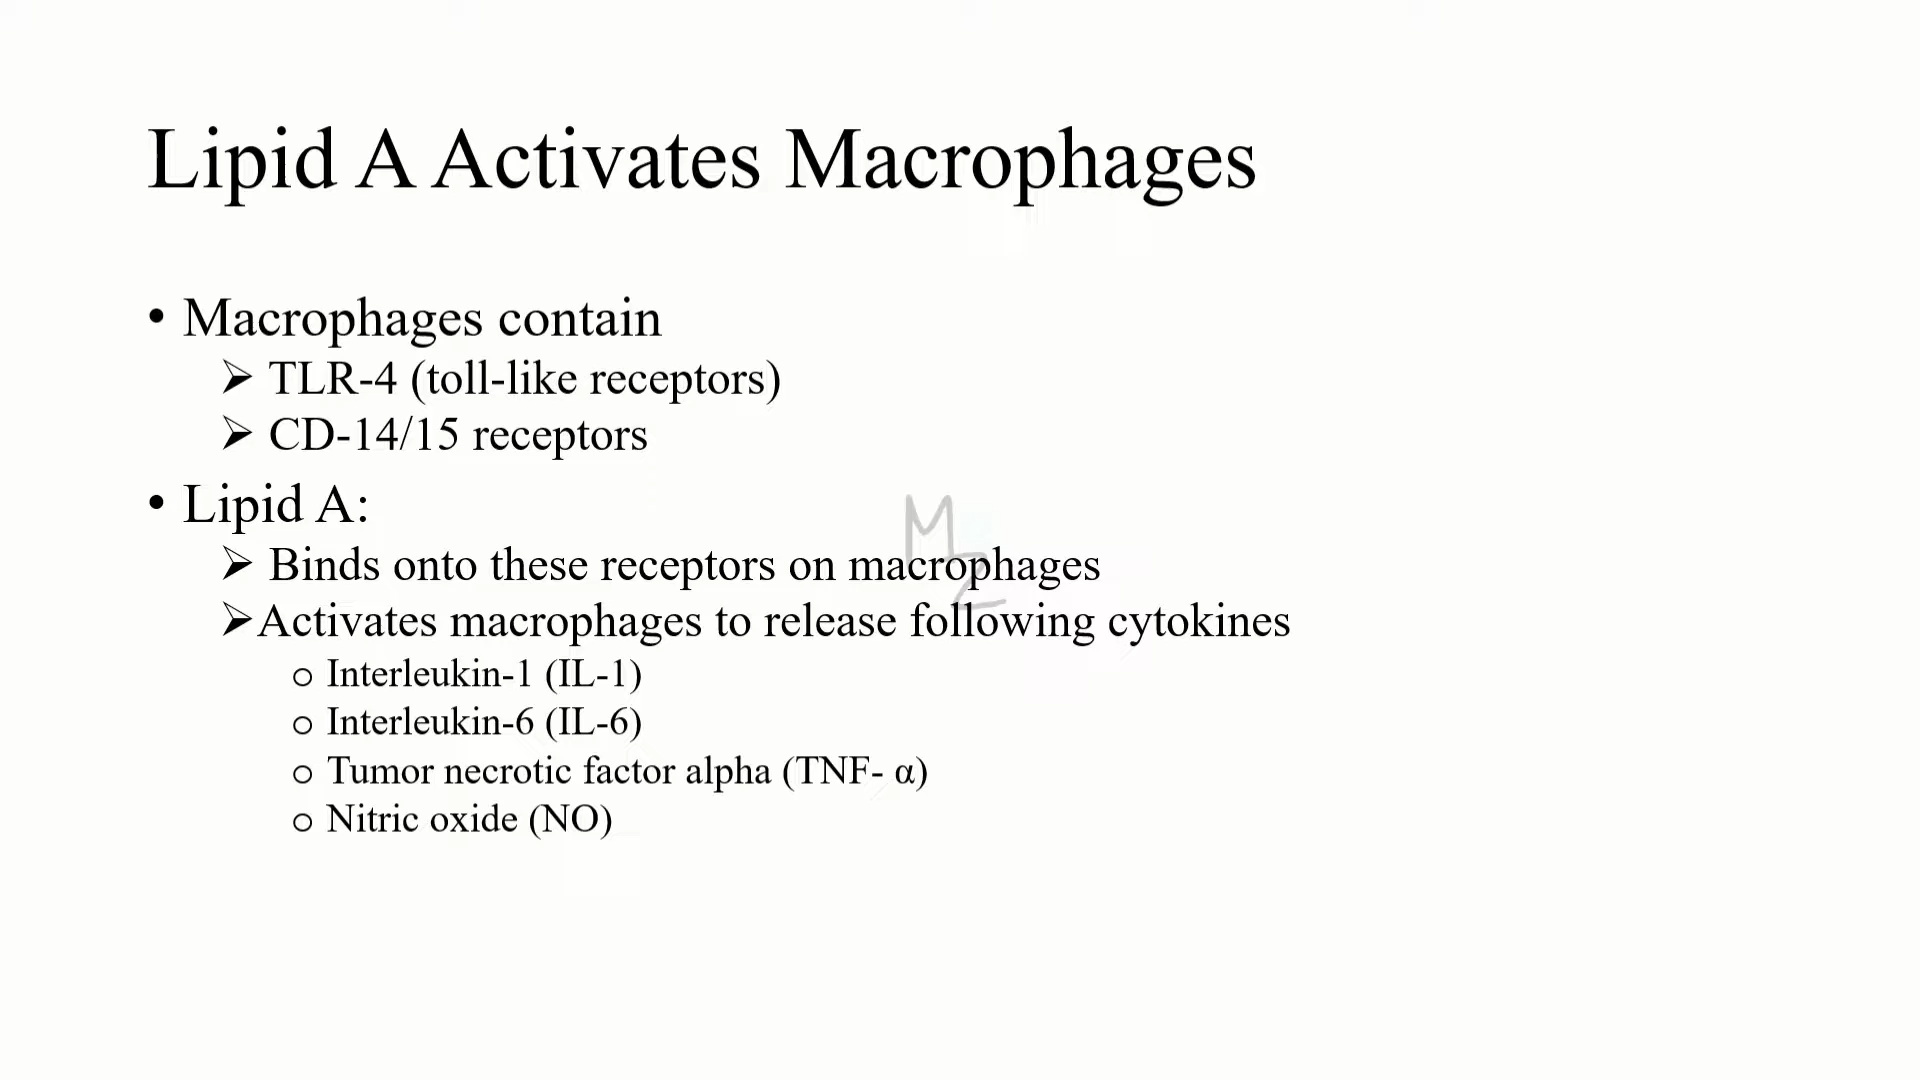 Lipid A Activates Macrophages
• Macrophages contain
➢ TLR-4 (toll-like receptors)
➢ CD-14/15 receptors
• Lipid A:
➢ Binds onto these receptors on macrophages
➢Activates macrophages to release following cytokines
o Interleukin-1 (IL-1)
o Interleukin-6 (IL-6)
o Tumor necrotic factor alpha (TNF- α)
o Nitric oxide (NO)
MZ